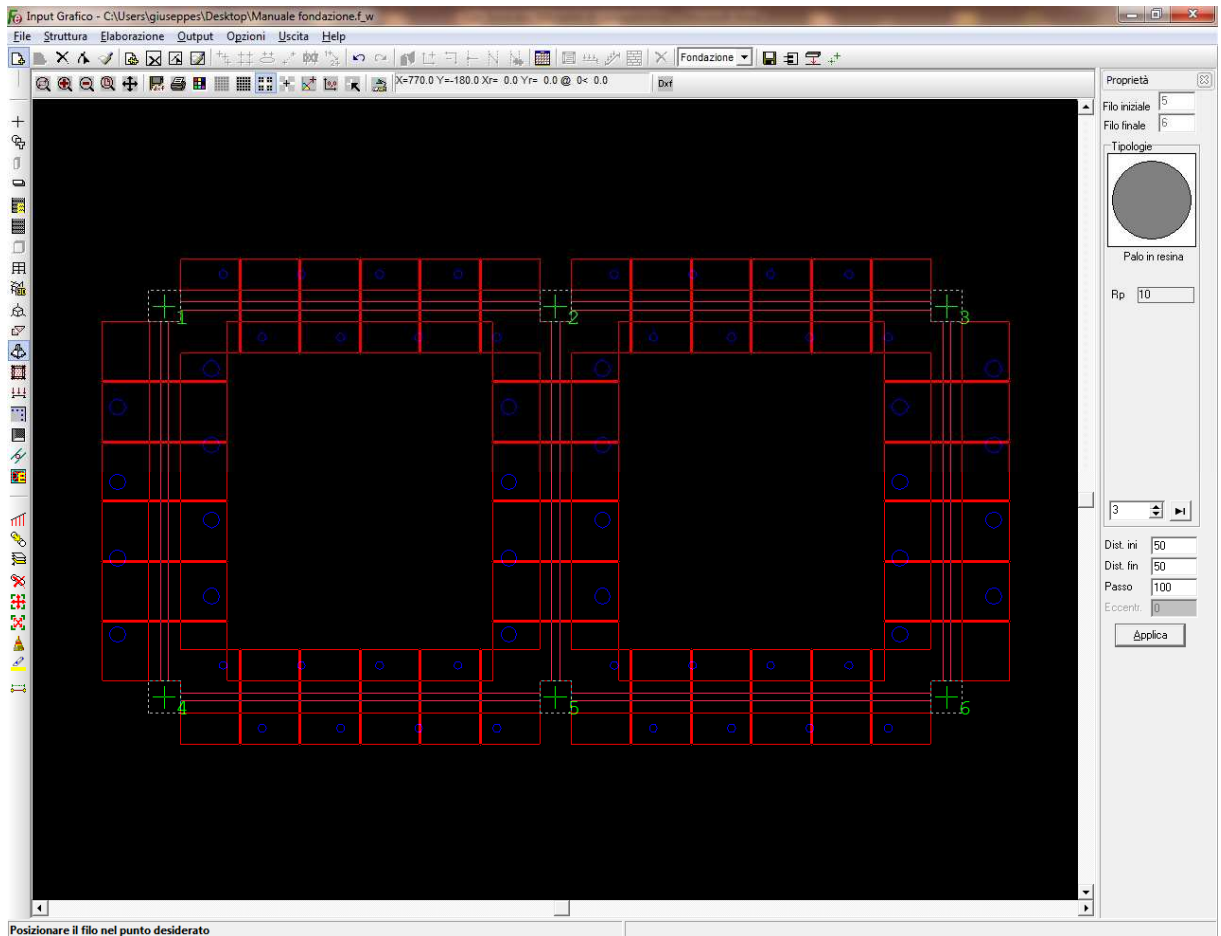 Input Grafico - C:\Users\giuseppes\Desktop\Manuale fondazione.f_w
File Struttura Elaborazione Output Opzioni Uscita Help
Fondazione
X=770.0 Y=-180.0 Xr= 0.0 Yr= 0.0 @ 0< 0.0
Dxf
Proprietà
Filo iniziale 5
Filo finale 6
Tipologie
Palo in resina
Rp 10
3
Dist. ini 50
Dist. fin 50
Passo 100
Eccentr. 0
Applica
1 2 3
4 5 6
Posizionare il filo nel punto desiderato